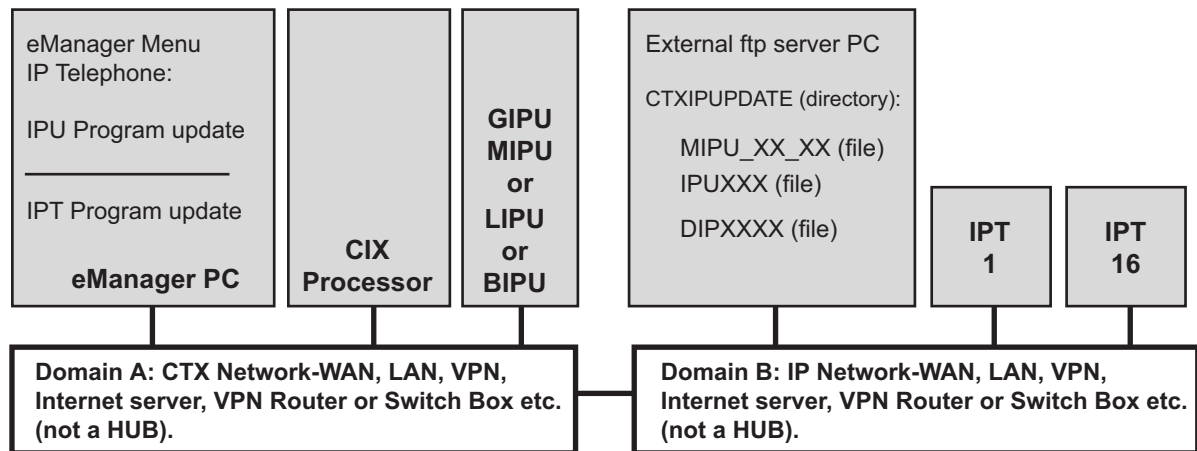 eManager Menu
IP Telephone:
IPU Program update
IPT Program update
eManager PC
CIX
Processor
GIPU
MIPU
or
LIPU
or
BIPU
External ftp server PC
CTXIPUPDATE (directory):
MIPU_XX_XX (file)
IPUXXX (file)
DIPXXXX (file)
IPT
1
IPT
16
Domain A: CTX Network-WAN, LAN, VPN,
Internet server, VPN Router or Switch Box etc.
(not a HUB).
Domain B: IP Network-WAN, LAN, VPN,
Internet server, VPN Router or Switch Box etc.
(not a HUB).